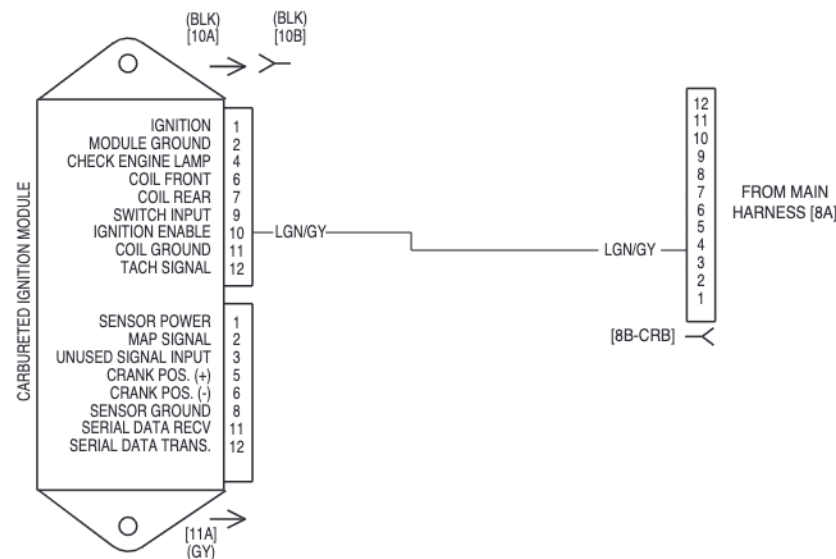 (BLK)
[10A]
(BLK)
[10B]
CARBURETED IGNITION MODULE
IGNITION 1
MODULE GROUND 2
CHECK ENGINE LAMP 4
COIL FRONT 6
COIL REAR 7
SWITCH INPUT 9
IGNITION ENABLE 10 LGN/GY
COIL GROUND 11
TACH SIGNAL 12
SENSOR POWER 1
MAP SIGNAL 2
UNUSED SIGNAL INPUT 3
CRANK POS. (+) 5
CRANK POS. (-) 6
SENSOR GROUND 8
SERIAL DATA RECV 11
SERIAL DATA TRANS. 12
[11A]
(GY)
LGN/GY
12
11
10
9
8
7
6
5
4
3
2
1
FROM MAIN
HARNESS [8A]
[8B-CRB]